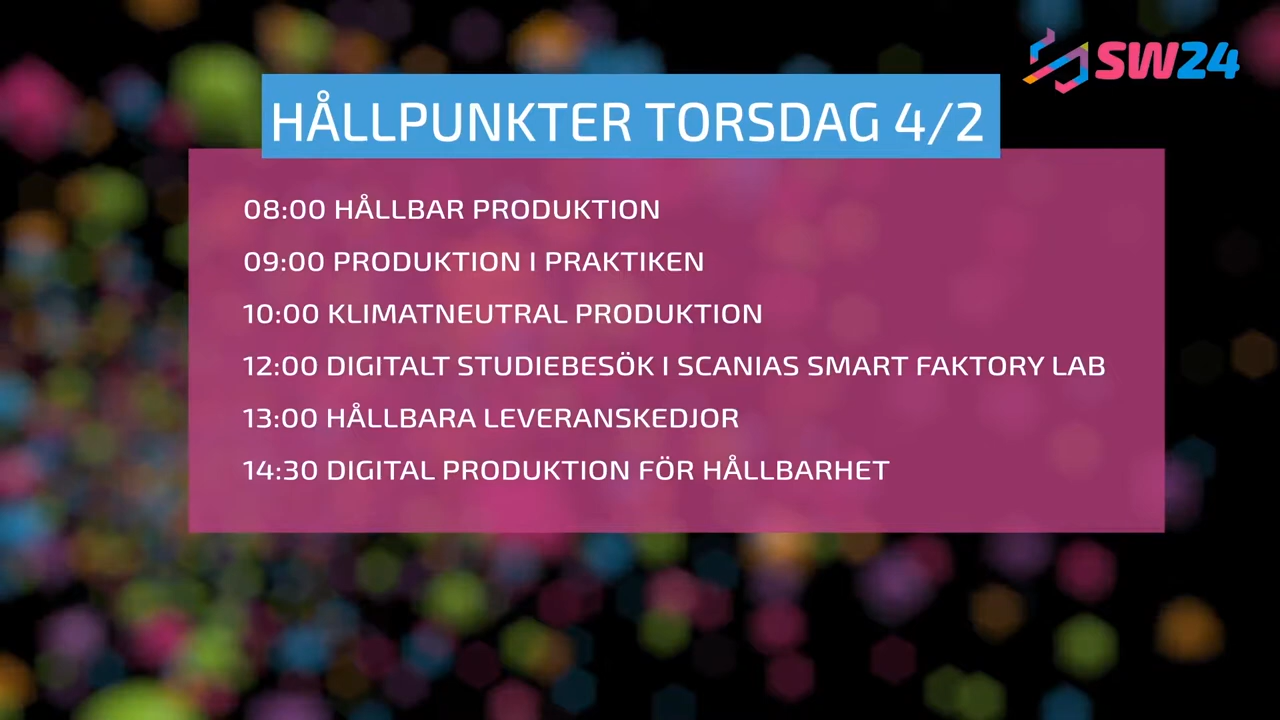 SW24
HÅLLPUNKTER TORSDAG 4/2
08:00 HÅLLBAR PRODUKTION
09:00 PRODUKTION I PRAKTIKEN
10:00 KLIMATNEUTRAL PRODUKTION
12:00 DIGITALT STUDIEBESÖK I SCANIAS SMART FAKTORY LAB
13:00 HÅLLBARA LEVERANSKEDJOR
14:30 DIGITAL PRODUKTION FÖR HÅLLBARHET